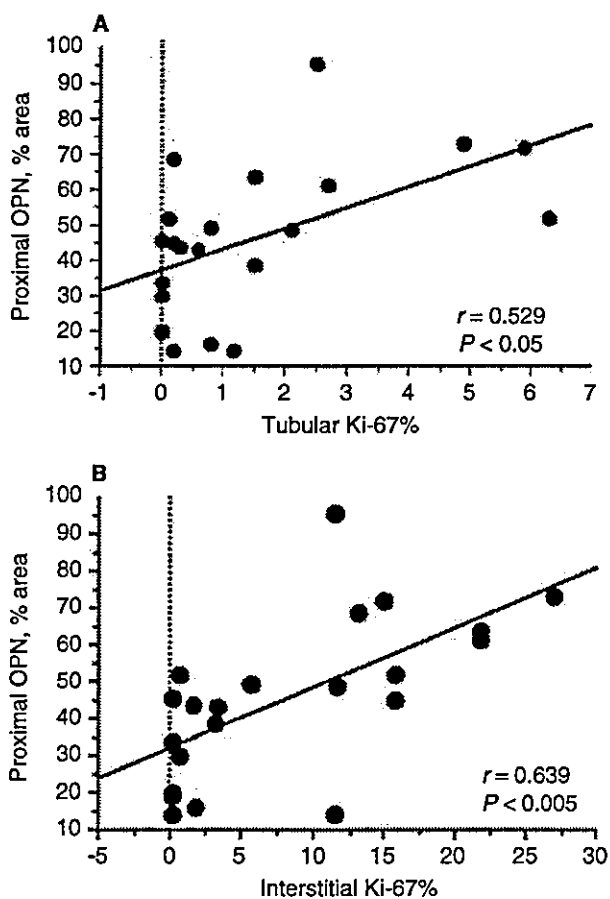 A
100
90
80
70
60
50
40
30
20
10
Proximal OPN, % area
r = 0.529
P < 0.05
-1 0 1 2 3 4 5 6 7
Tubular Ki-67%
B
100
90
80
70
60
50
40
30
20
10
Proximal OPN, % area
r = 0.639
P < 0.005
-5 0 5 10 15 20 25 30
Interstitial Ki-67%